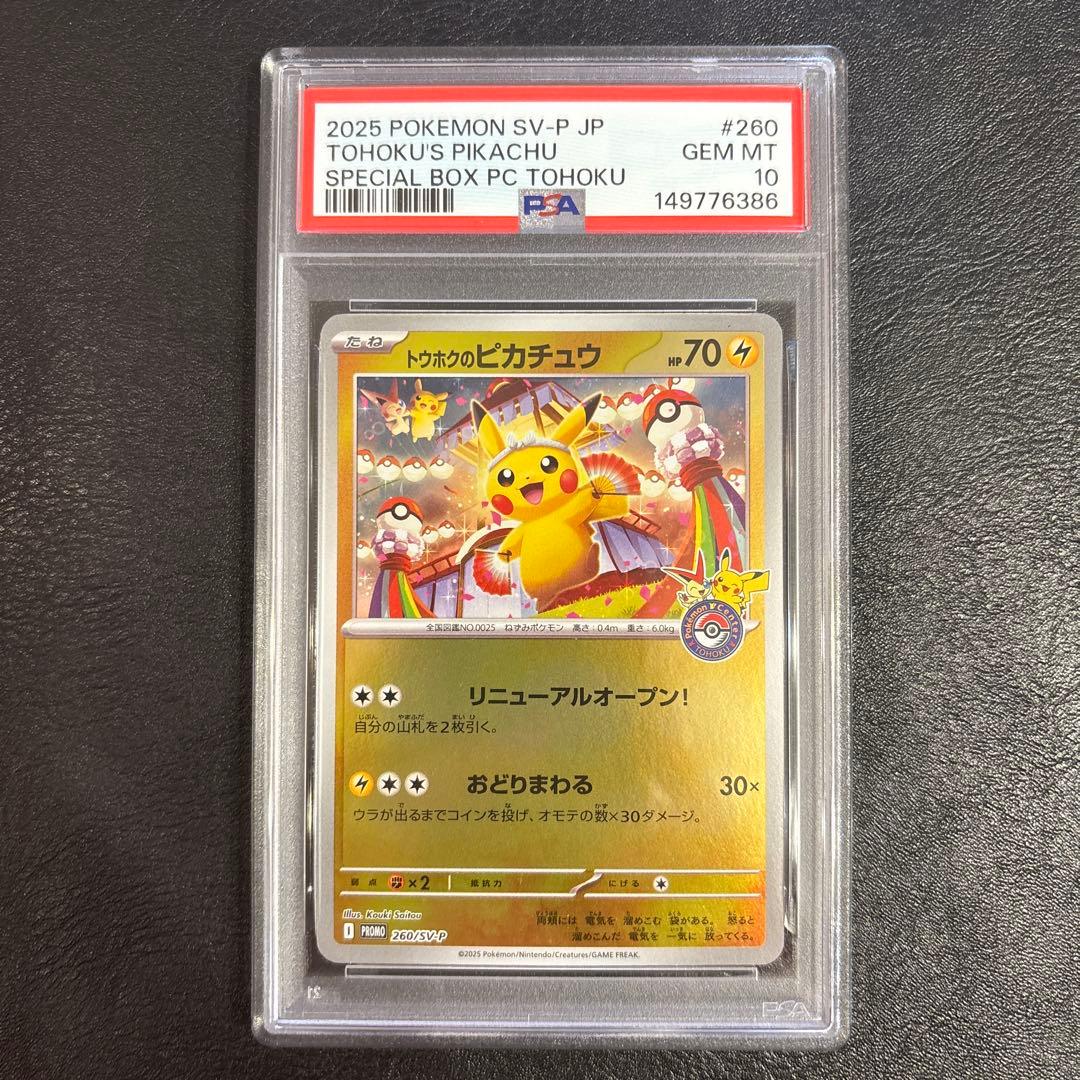 2025 POKEMON SV-P JP #260
TOHOKU'S PIKACHU GEM MT
SPECIAL BOX PC TOHOKU 10
PSA 149776386
たね トウホクのピカチュウ HP70
全国図鑑NO.0025 ねずみポケモン 高さ:0.4m 重さ:6.0kg
Pokémon Center
TOHOKU
リニューアルオープン!
自分の山札を2枚引く。
おどりまわる 30×
ウラが出るまでコインを投げ、オモテの数×30ダメージ。
弱点 ×2 抵抗力 にげる
Illus. Kouki Saitou
両頬には 電気を 溜めこむ 袋がある。 怒ると
溜めこんだ 電気を 一気に 放ってくる。
I PROMO 260/SV-P
©2025 Pokémon/Nintendo/Creatures/GAME FREAK.
PSA